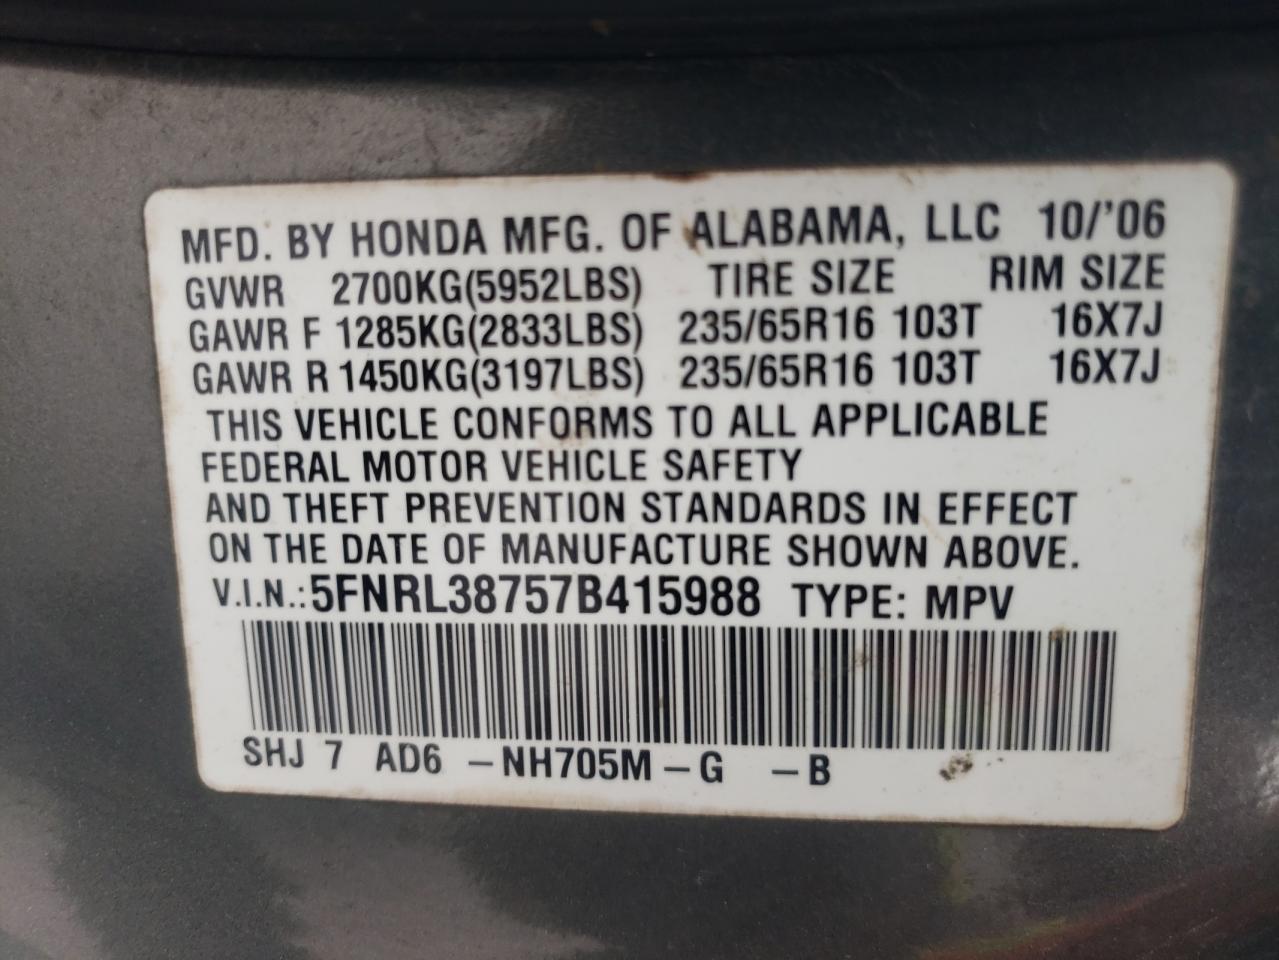 MFD. BY HONDA MFG. OF ALABAMA, LLC 10/'06
GVWR 2700KG(5952LBS) TIRE SIZE RIM SIZE
GAWR F 1285KG(2833LBS) 235/65R16 103T 16X7J
GAWR R 1450KG(3197LBS) 235/65R16 103T 16X7J
THIS VEHICLE CONFORMS TO ALL APPLICABLE
FEDERAL MOTOR VEHICLE SAFETY
AND THEFT PREVENTION STANDARDS IN EFFECT
ON THE DATE OF MANUFACTURE SHOWN ABOVE.
V.I.N.:5FNRL38757B415988 TYPE: MPV
SHJ 7 AD6 –NH705M–G –B